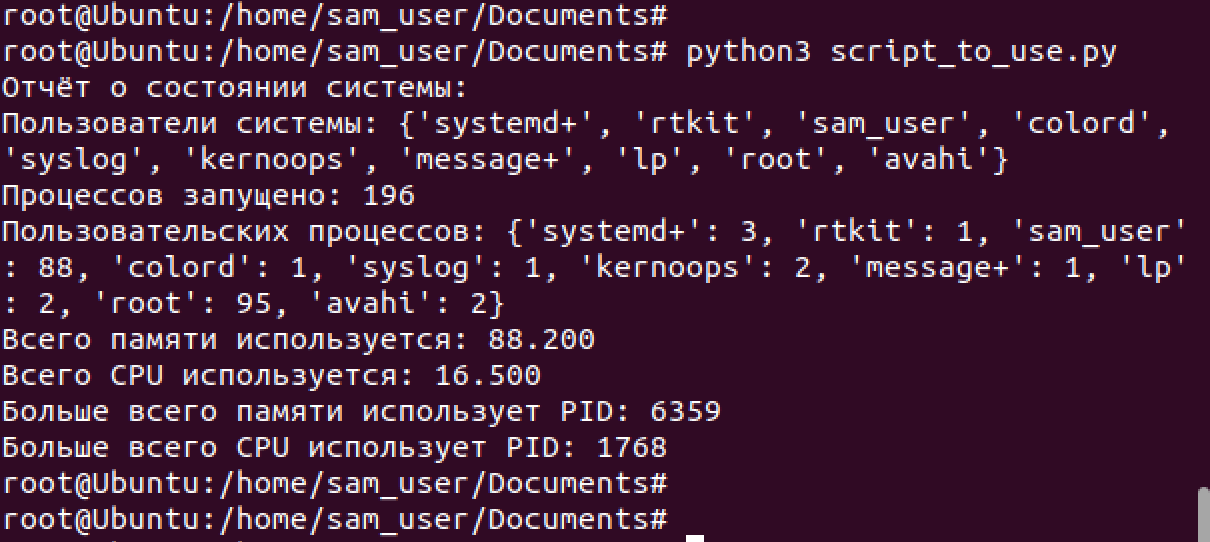 root@Ubuntu:/home/sam_user/Documents#
root@Ubuntu:/home/sam_user/Documents# python3 script_to_use.py
Отчёт о состоянии системы:
Пользователи системы: {'systemd+', 'rtkit', 'sam_user', 'colord',
'syslog', 'kernoops', 'message+', 'lp', 'root', 'avahi'}
Процессов запущено: 196
Пользовательских процессов: {'systemd+': 3, 'rtkit': 1, 'sam_user'
: 88, 'colord': 1, 'syslog': 1, 'kernoops': 2, 'message+': 1, 'lp'
: 2, 'root': 95, 'avahi': 2}
Всего памяти используется: 88.200
Всего CPU используется: 16.500
Больше всего памяти использует PID: 6359
Больше всего CPU использует PID: 1768
root@Ubuntu:/home/sam_user/Documents#
root@Ubuntu:/home/sam_user/Documents#